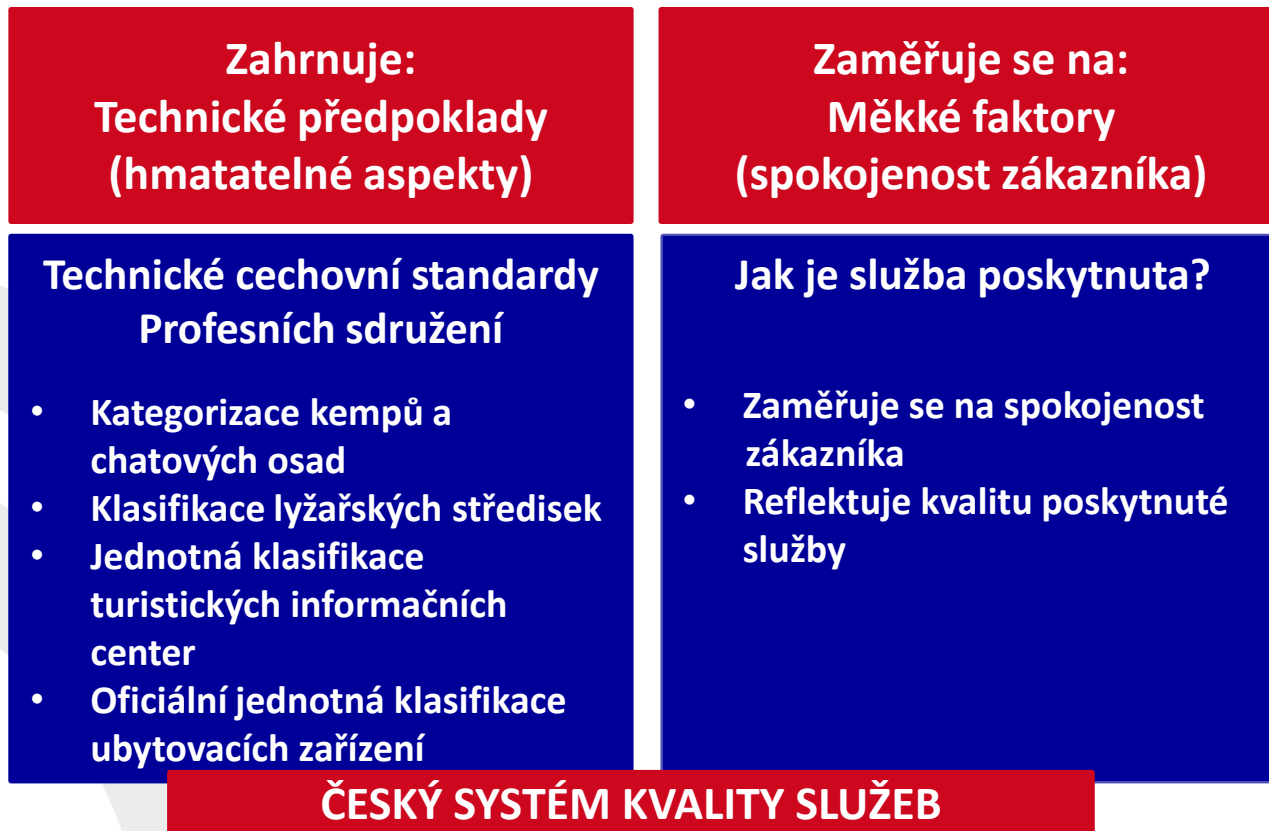 Zahrnuje:
Technické předpoklady
(hmatatelné aspekty)
Zaměřuje se na:
Měkké faktory
(spokojenost zákazníka)
Technické cechovní standardy
Profesních sdružení
• Kategorizace kempů a
chatových osad
• Klasifikace lyžařských středisek
• Jednotná klasifikace
turistických informačních
center
• Oficiální jednotná klasifikace
ubytovacích zařízení
Jak je služba poskytnuta?
• Zaměřuje se na spokojenost
zákazníka
• Reflektuje kvalitu poskytnuté
služby
ČESKÝ SYSTÉM KVALITY SLUŽEB